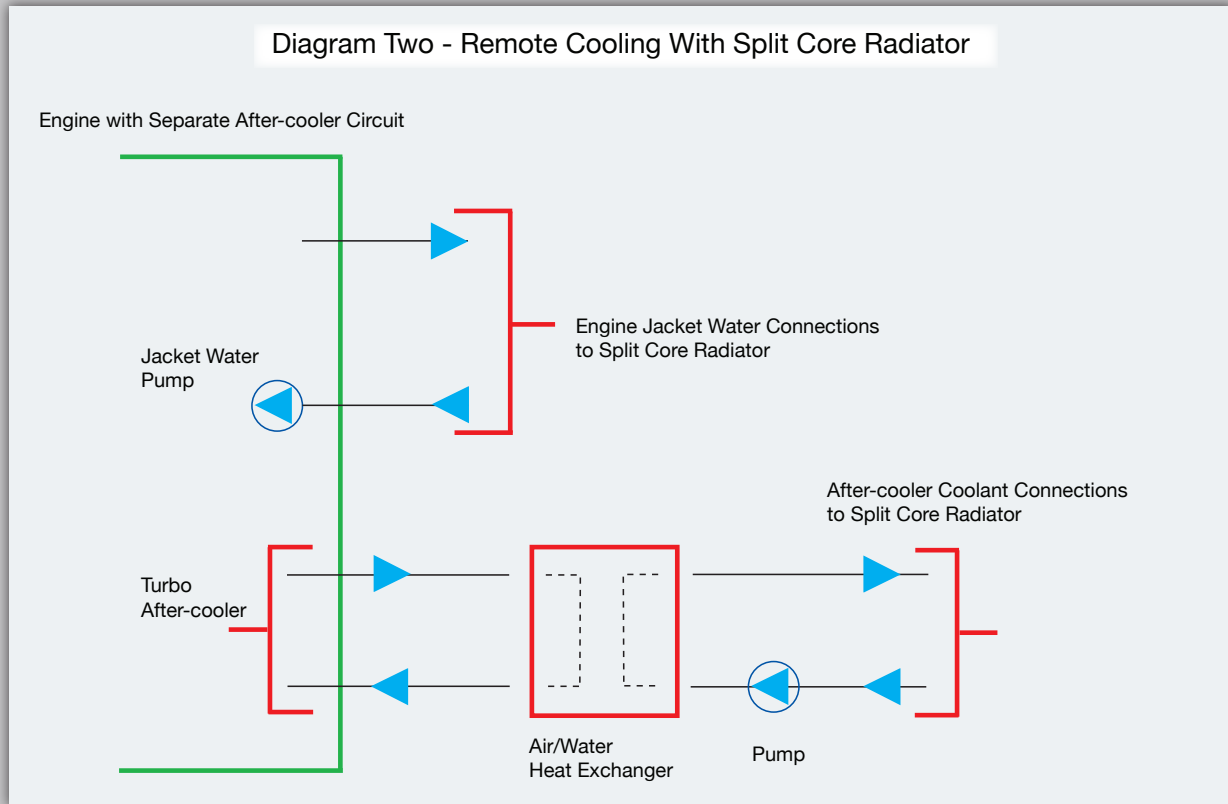 Diagram Two - Remote Cooling With Split Core Radiator
Engine with Separate After-cooler Circuit
Engine Jacket Water Connections
to Split Core Radiator
Jacket Water
Pump
After-cooler Coolant Connections
to Split Core Radiator
Turbo
After-cooler
Air/Water
Heat Exchanger
Pump